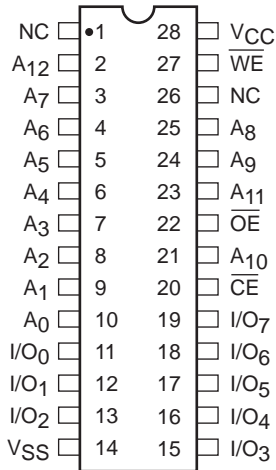 NC 1 28 VCC
A12 2 27 WE
A7 3 26 NC
A6 4 25 A8
A5 5 24 A9
A4 6 23 A11
A3 7 22 OE
A2 8 21 A10
A1 9 20 CE
A0 10 19 I/O7
I/O0 11 18 I/O6
I/O1 12 17 I/O5
I/O2 13 16 I/O4
VSS 14 15 I/O3